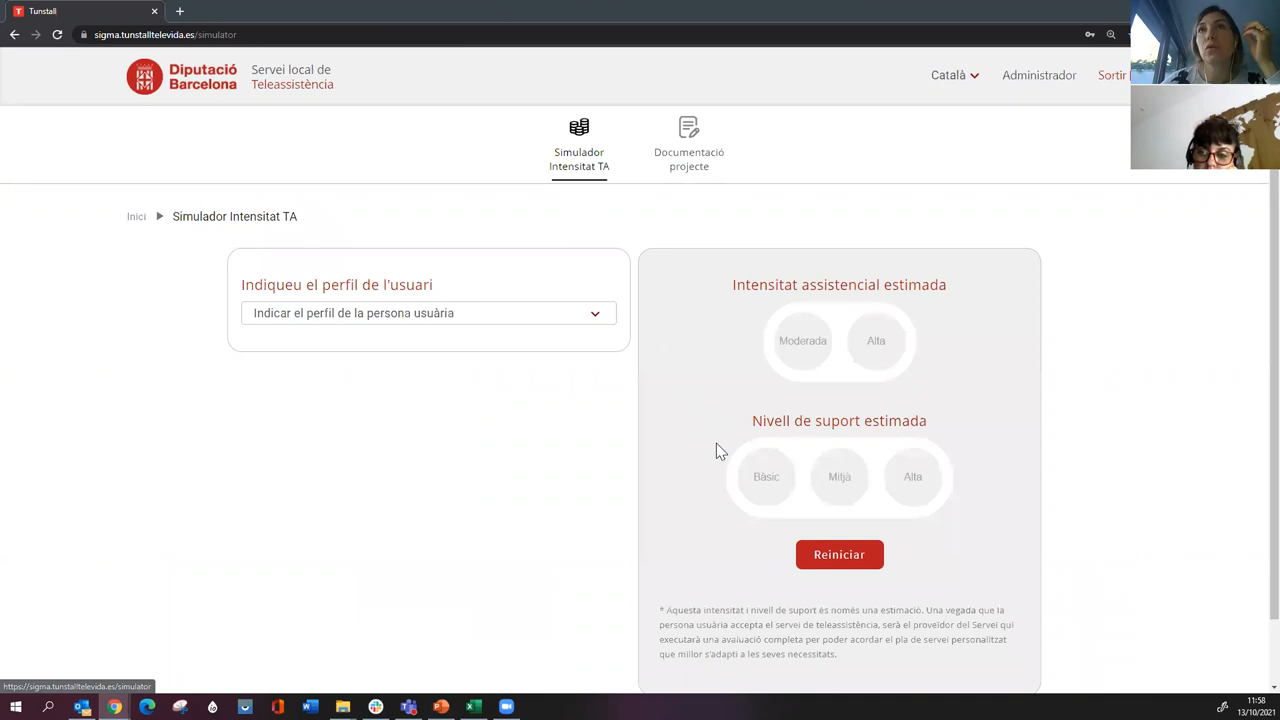 Tunstall
sigma.tunstalltelevida.es/simulator
Diputació
Barcelona
Servei local de
Teleassistència
Català
Administrador
Sortir
Simulador
Intensitat TA
Documentació
projecte
Inici
Simulador Intensitat TA
Indiqueu el perfil de l'usuari
Indicar el perfil de la persona usuària
Intensitat assistencial estimada
Moderada
Alta
Nivell de suport estimada
Bàsic
Mitjà
Alta
Reiniciar
* Aquesta intensitat i nivell de suport és només una estimació. Una vegada que la
persona usuària accepta el servei de teleassistència, serà el proveïdor del Servei qui
executarà una avaluació completa per poder acordar el pla de servei personalitzat
que millor s'adapti a les seves necessitats.
https://sigma.tunstalltelevida.es/simulator
11:58
13/10/2021